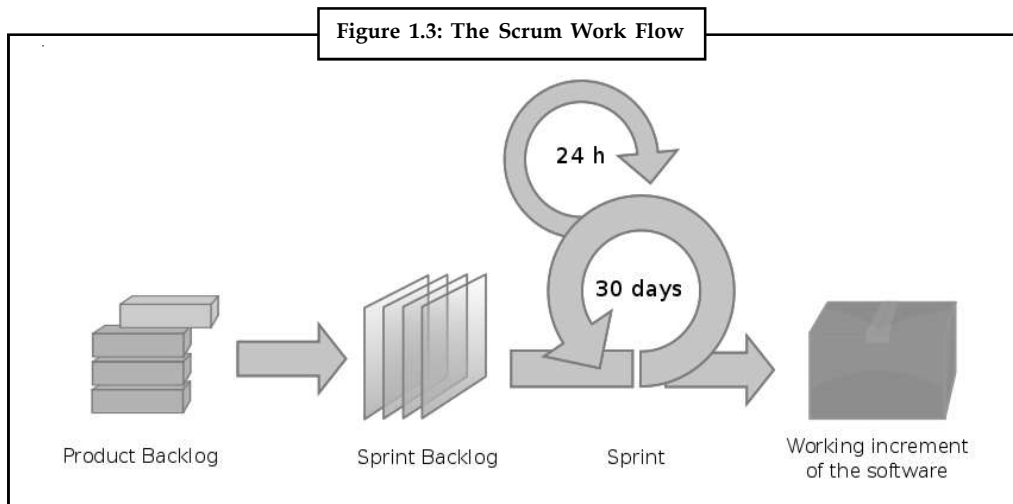 Figure 1.3: The Scrum Work Flow
24 h
30 days
Product Backlog
Sprint Backlog
Sprint
Working increment
of the software